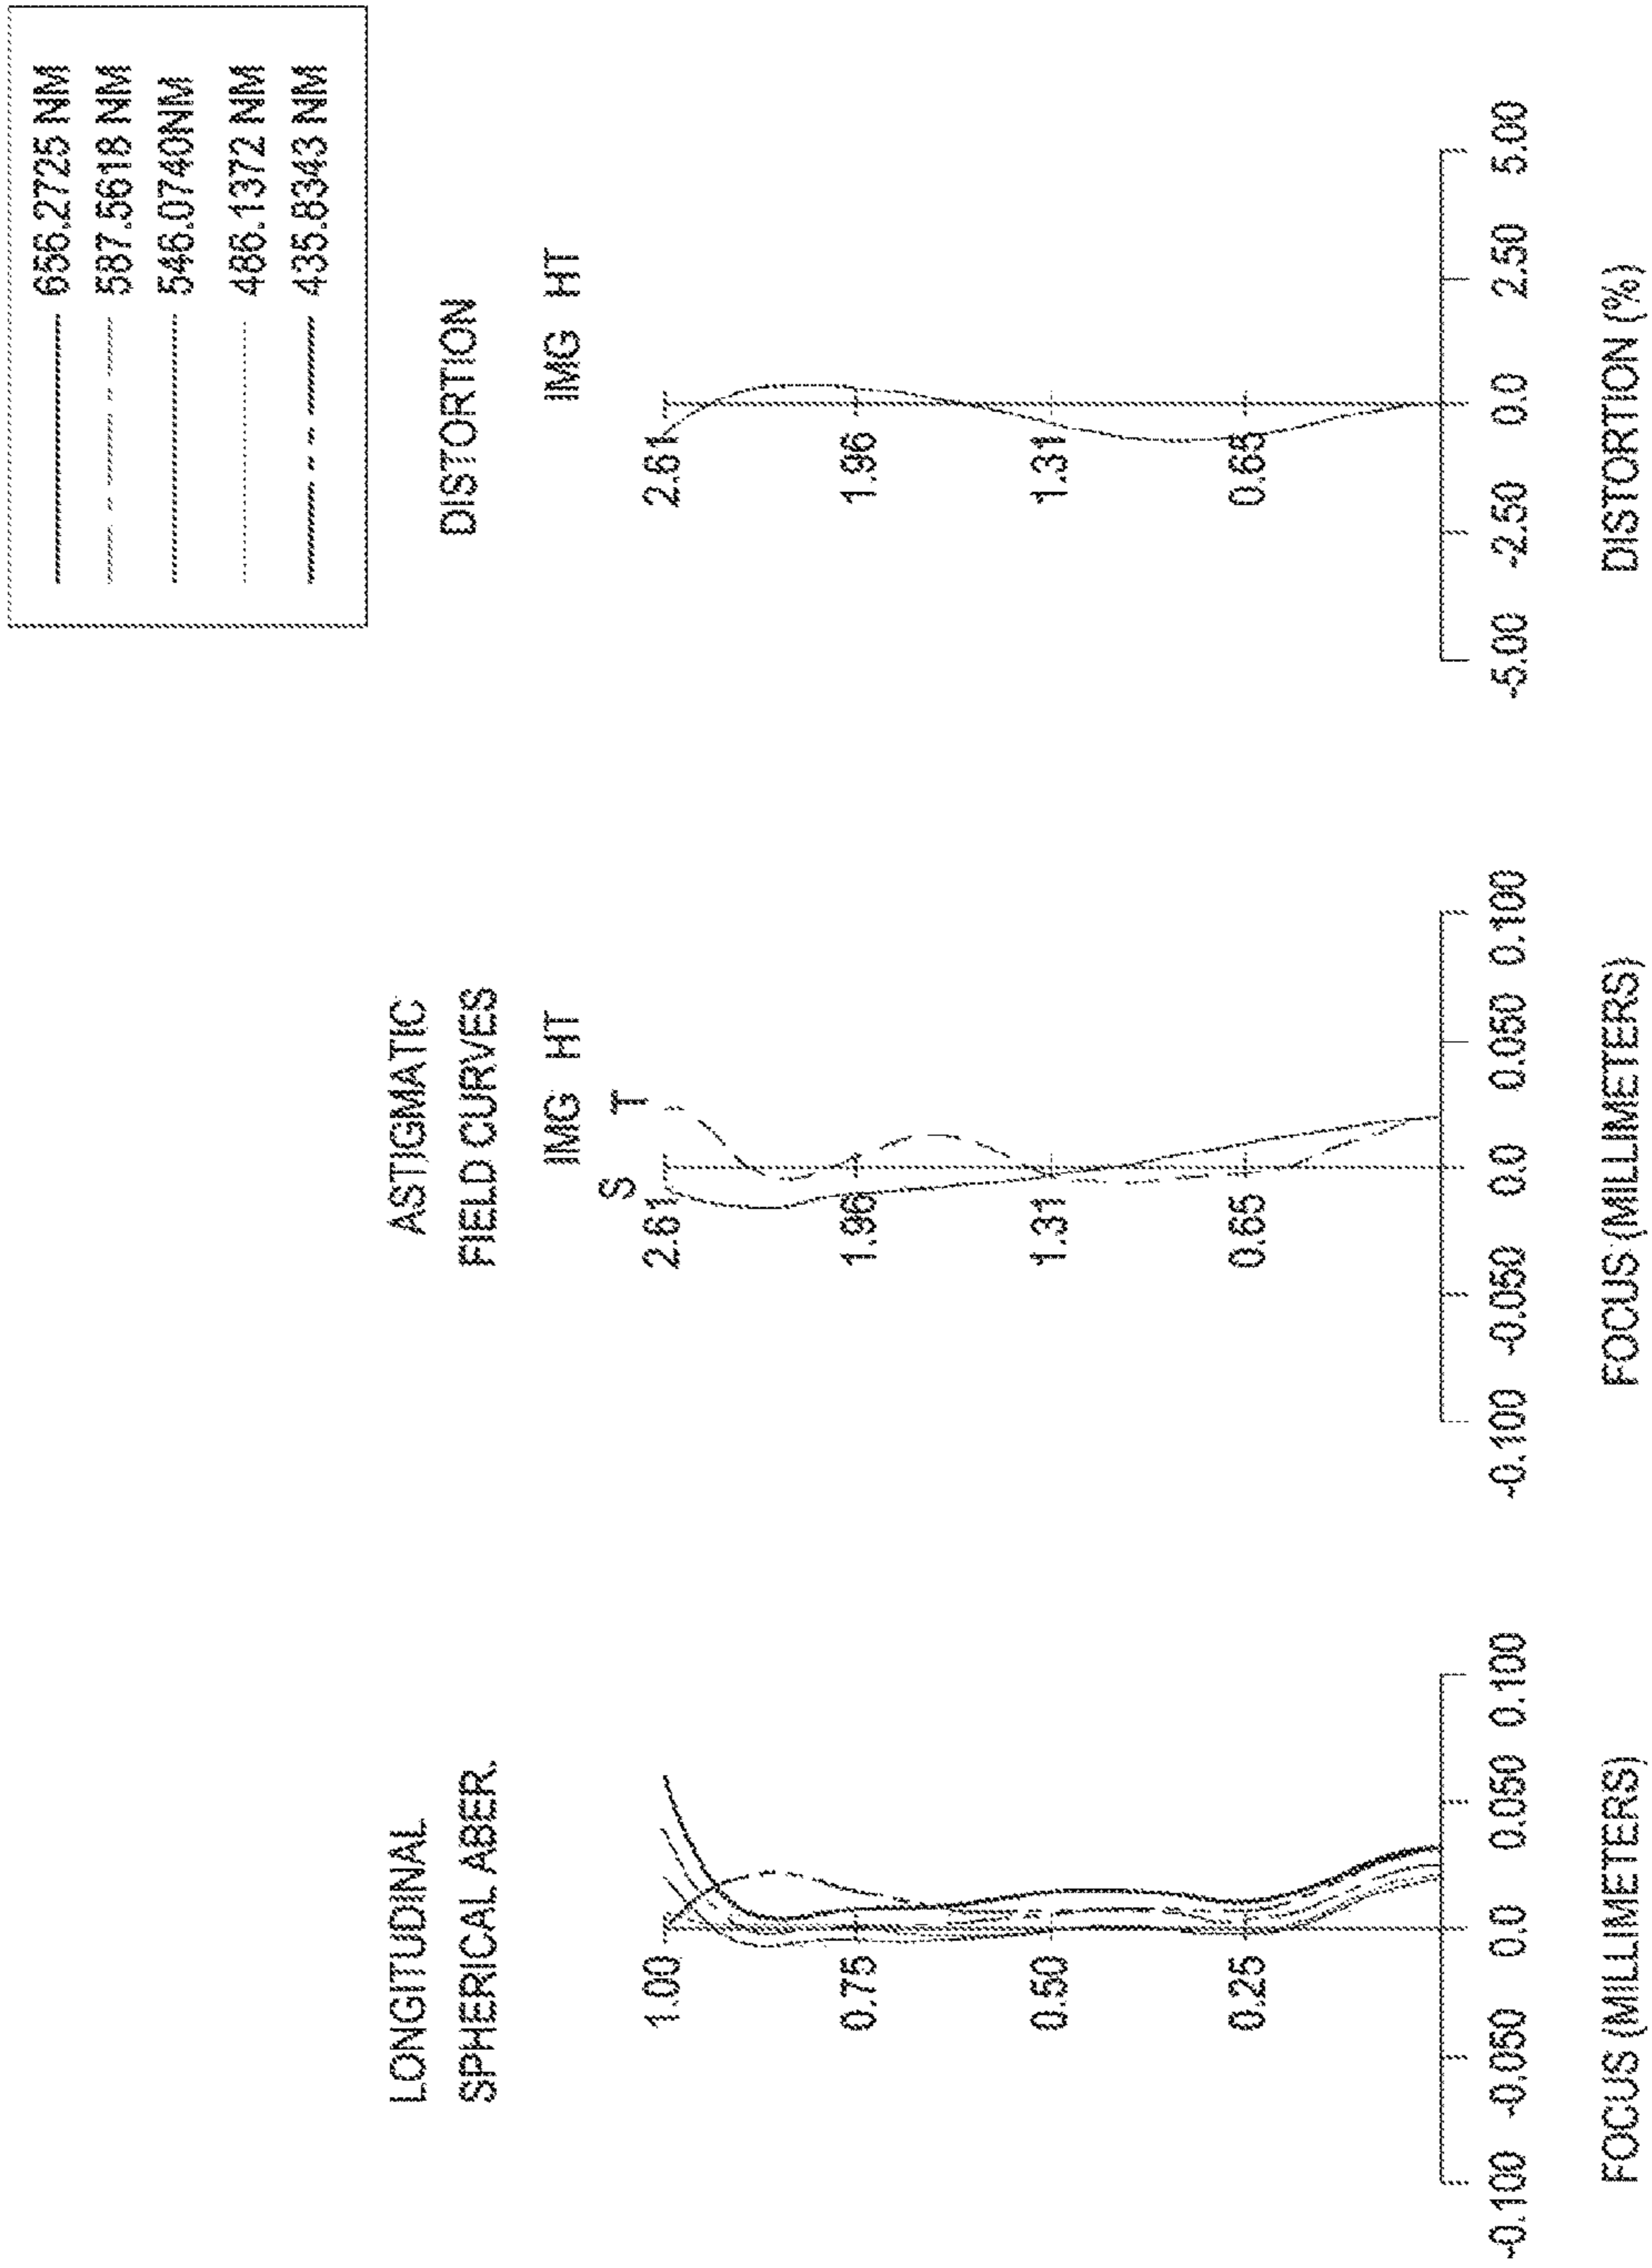 656.2725 NM
587.5618 NM
546.0740NM
486.1372 NM
435.8343 NM
LONGITUDINAL
SPHERICAL ABER.
1.00
0.75
0.50
0.25
-0.100 -0.050 0.0 0.050 0.100
FOCUS (MILLIMETERS)
ASTIGMATIC
FIELD CURVES
IMG HT
S T
2.61
1.96
1.31
0.65
-0.100 -0.050 0.0 0.050 0.100
FOCUS (MILLIMETERS)
DISTORTION
IMG HT
2.61
1.96
1.31
0.65
-5.00 -2.50 0.0 2.50 5.00
DISTORTION (%)